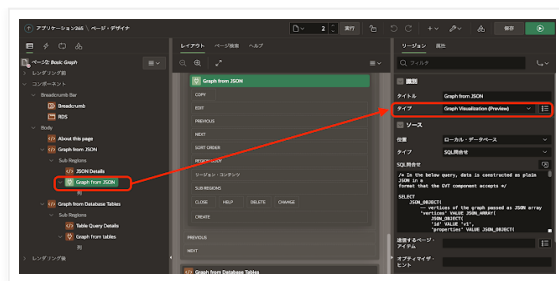 アプリケーション265 \ ページ・デザイナ
2
実行
保存
ページ2: Basic Graph
レンダリング前
コンポーネント
Breadcrumb Bar
Breadcrumb
RDS
Body
About this page
Graph from JSON
Sub Regions
JSON Details
Graph from JSON
列
Graph from Database Tables
Sub Regions
Table Query Details
Graph from tables
列
レンダリング後
レイアウト ページ検索 ヘルプ
Graph from JSON
COPY
EDIT
PREVIOUS
NEXT
SORT ORDER
REGION BODY
リージョン・コンテンツ
SUB REGIONS
CLOSE HELP DELETE CHANGE
CREATE
PREVIOUS
NEXT
Graph from Database Tables
リージョン 属性
フィルタ
識別
タイトル Graph from JSON
タイプ Graph Visualization (Preview)
ソース
位置 ローカル・データベース
タイプ SQL問合せ
SQL問合せ
/* In the below query, data is constructed as plain
JSON in a
format that the GVT component accepts */
SELECT
JSON_OBJECT(
-- vertices of the graph passed as JSON array
'vertices' VALUE JSON_ARRAY(
JSON_OBJECT(
'id' VALUE 'v1',
'properties' VALUE JSON_OBJECT(
送信するページ・
アイテム
オプティマイザ・
ヒント